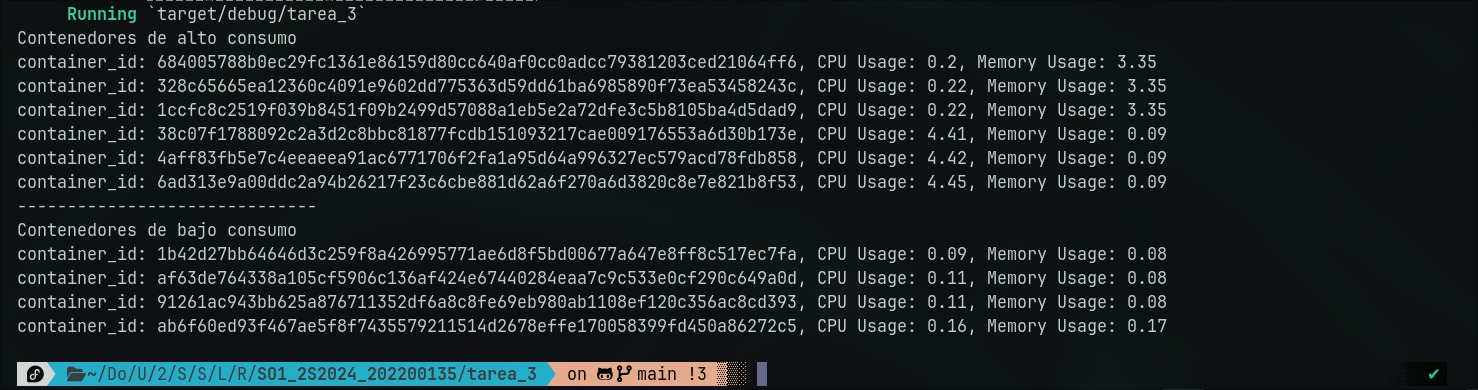 Running `target/debug/tarea_3`
Contenedores de alto consumo
container_id: 684005788b0ec29fc1361e86159d80cc640af0cc0adcc79381203ced21064ff6, CPU Usage: 0.2, Memory Usage: 3.35
container_id: 328c65665ea12360c4091e9602dd775363d59dd61ba6985890f73ea53458243c, CPU Usage: 0.22, Memory Usage: 3.35
container_id: 1ccfc8c2519f039b8451f09b2499d57088a1eb5e2a72dfe3c5b8105ba4d5dad9, CPU Usage: 0.22, Memory Usage: 3.35
container_id: 38c07f1788092c2a3d2c8bbc81877fcdb151093217cae009176553a6d30b173e, CPU Usage: 4.41, Memory Usage: 0.09
container_id: 4aff83fb5e7c4eeaeea91ac6771706f2fa1a95d64a996327ec579acd78fdb858, CPU Usage: 4.42, Memory Usage: 0.09
container_id: 6ad313e9a00ddc2a94b26217f23c6cbe881d62a6f270a6d3820c8e7e821b8f53, CPU Usage: 4.45, Memory Usage: 0.09
------------------------------
Contenedores de bajo consumo
container_id: 1b42d27bb64646d3c259f8a426995771ae6d8f5bd00677a647e8ff8c517ec7fa, CPU Usage: 0.09, Memory Usage: 0.08
container_id: af63de764338a105cf5906c136af424e67440284eaa7c9c533e0cf290c649a0d, CPU Usage: 0.11, Memory Usage: 0.08
container_id: 91261ac943bb625a876711352df6a8c8fe69eb980ab1108ef120c356ac8cd393, CPU Usage: 0.11, Memory Usage: 0.08
container_id: ab6f60ed93f467ae5f8f7435579211514d2678effe170058399fd450a86272c5, CPU Usage: 0.16, Memory Usage: 0.17
~/Do/U/2/S/S/L/R/SO1_2S2024_202200135/tarea_3 on main !3 ✔